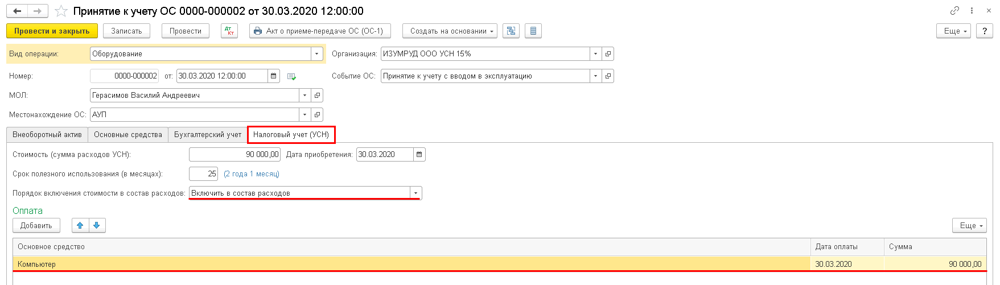 Принятие к учету ОС 0000-000002 от 30.03.2020 12:00:00
Провести и закрыть Записать Провести Дт Кт Акт о приеме-передаче ОС (ОС-1) Создать на основании Еще ?
Вид операции: Оборудование Организация: ИЗУМРУД ООО УСН 15%
Номер: 0000-000002 от: 30.03.2020 12:00:00 Событие ОС: Принятие к учету с вводом в эксплуатацию
МОЛ: Герасимов Василий Андреевич
Местонахождение ОС: АУП
Внеоборотный актив Основные средства Бухгалтерский учет Налоговый учет (УСН)
Стоимость (сумма расходов УСН): 90 000,00 Дата приобретения: 30.03.2020
Срок полезного использования (в месяцах): 25 (2 года 1 месяц)
Порядок включения стоимости в состав расходов: Включить в состав расходов
Оплата
Добавить Еще
Основное средство Дата оплаты Сумма
Компьютер 30.03.2020 90 000,00